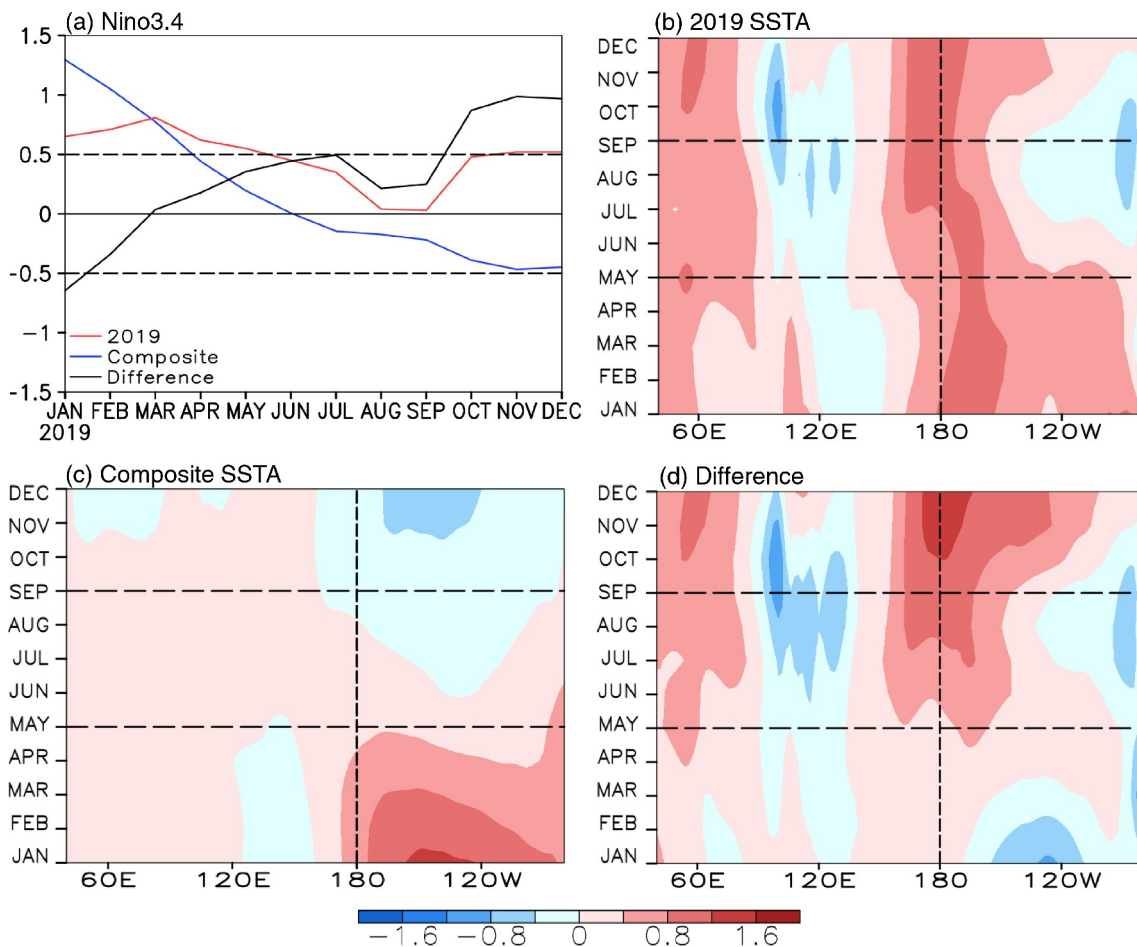 (a) Nino3.4
1.5
1
0.5
0
-0.5
-1
-1.5
2019
Composite
Difference
JAN FEB MAR APR MAY JUN JUL AUG SEP OCT NOV DEC
2019
(b) 2019 SSTA
DEC
NOV
OCT
SEP
AUG
JUL
JUN
MAY
APR
MAR
FEB
JAN
60E 120E 180 120W
(c) Composite SSTA
DEC
NOV
OCT
SEP
AUG
JUL
JUN
MAY
APR
MAR
FEB
JAN
60E 120E 180 120W
(d) Difference
DEC
NOV
OCT
SEP
AUG
JUL
JUN
MAY
APR
MAR
FEB
JAN
60E 120E 180 120W
-1.6 -0.8 0 0.8 1.6